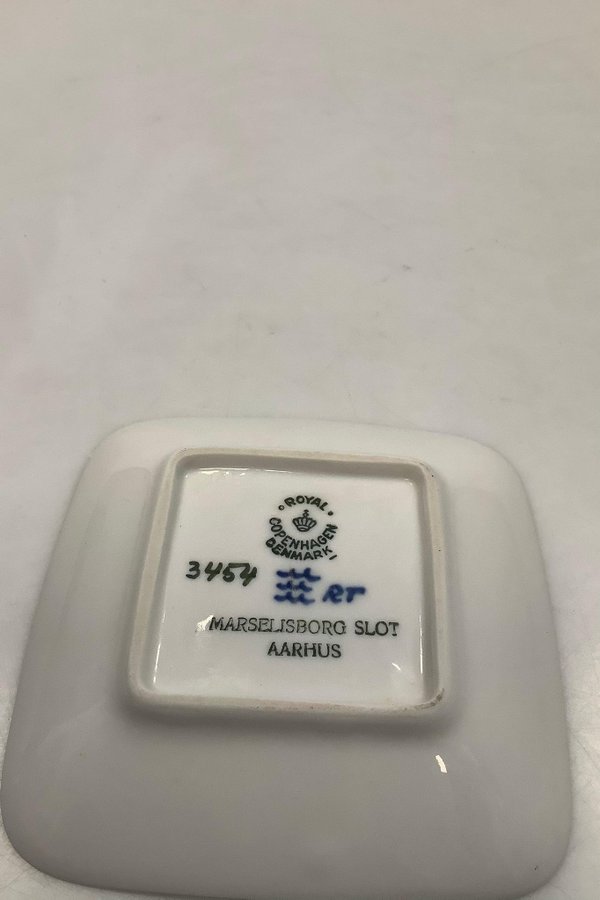 ROYAL
COPENHAGEN
DENMARK
3454 RT
MARSELISBORG SLOT
AARHUS